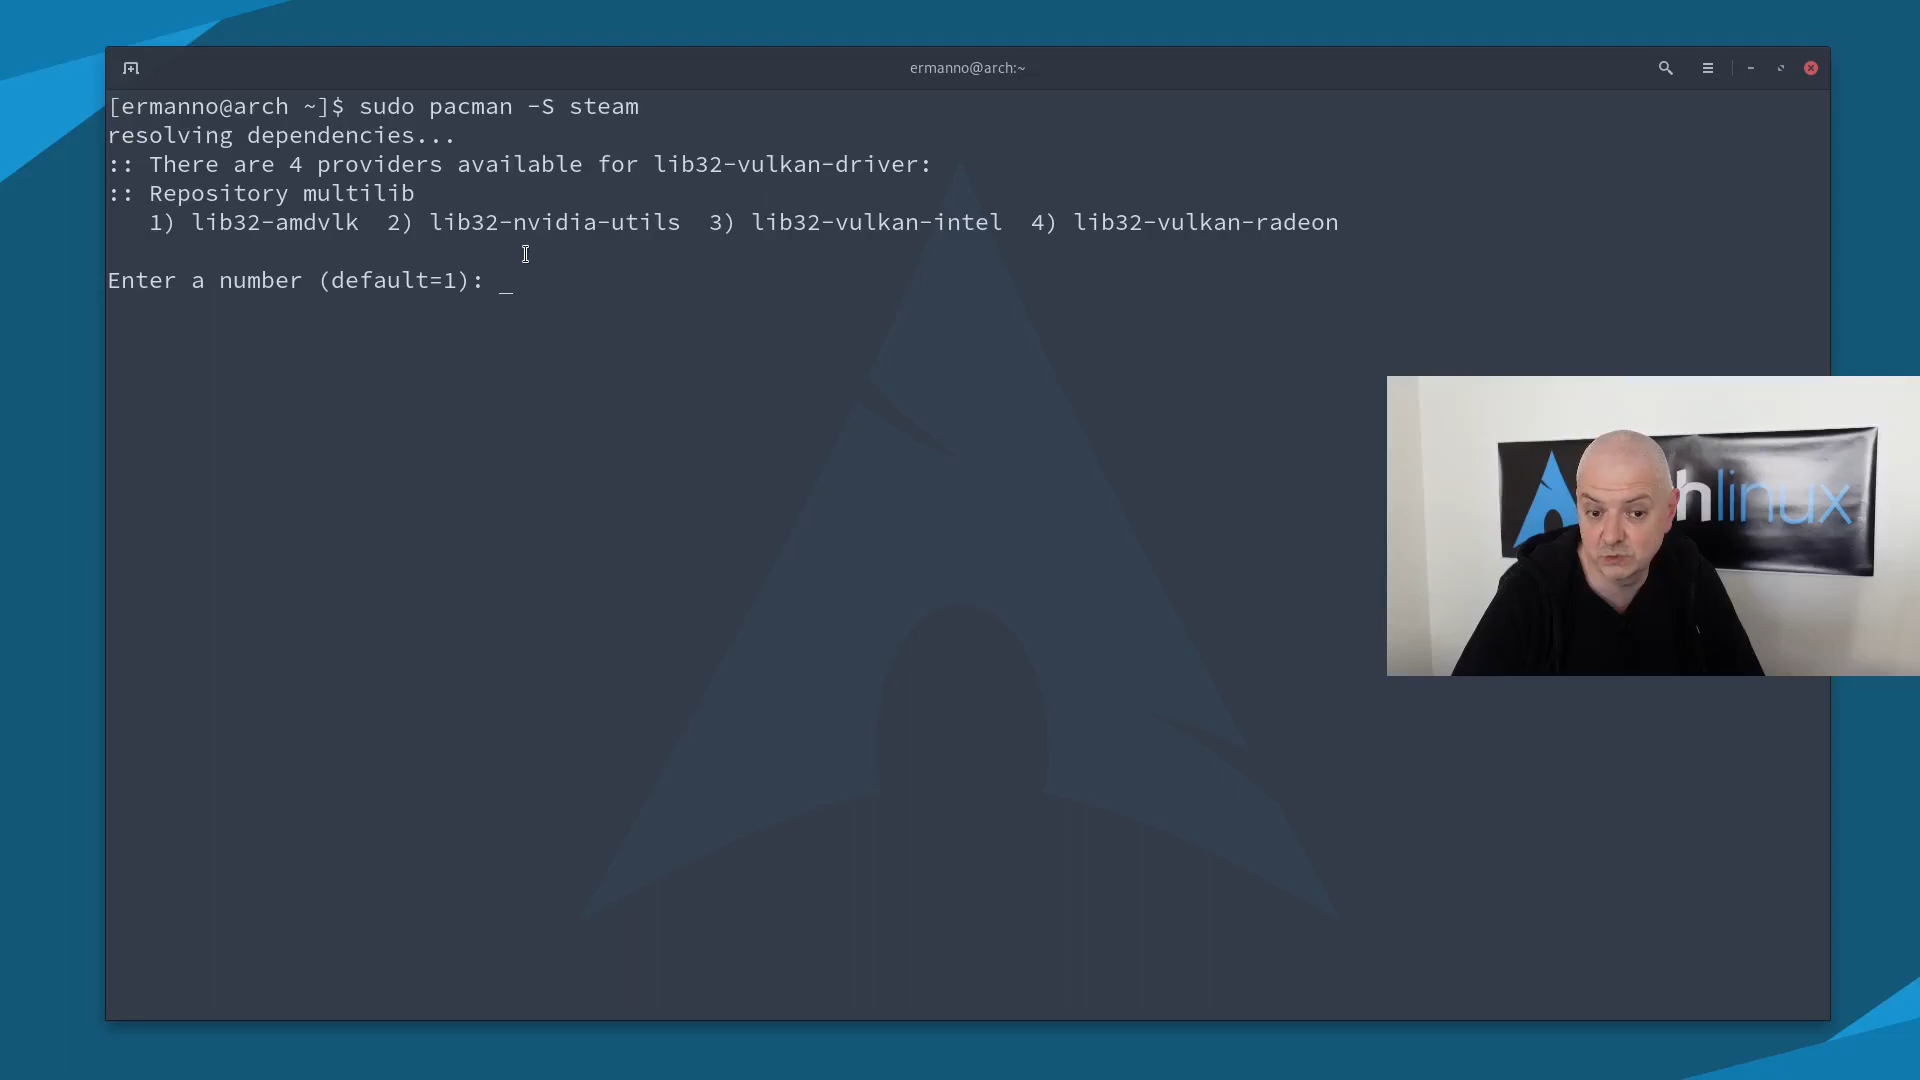 ermanno@arch:~
[ermanno@arch ~]$ sudo pacman -S steam
resolving dependencies...
:: There are 4 providers available for lib32-vulkan-driver:
:: Repository multilib
   1) lib32-amdvlk  2) lib32-nvidia-utils  3) lib32-vulkan-intel  4) lib32-vulkan-radeon
Enter a number (default=1): _
hlinux